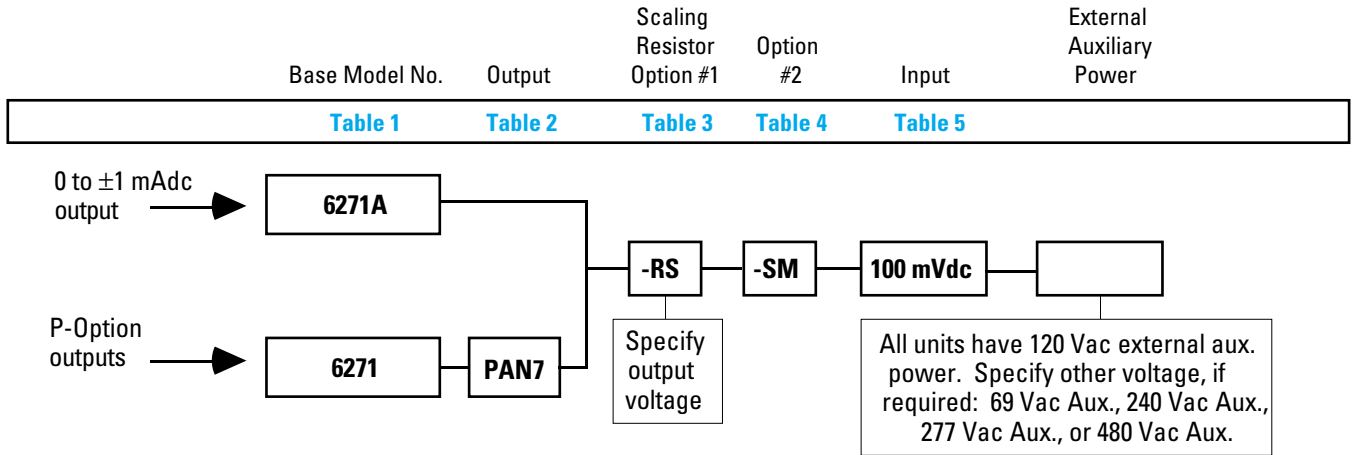 Scaling
Resistor
Option #1
External
Auxiliary
Power
Option
#2
Base Model No. Output Input
Table 1 Table 2 Table 3 Table 4 Table 5
0 to ±1 mAdc
output
6271A
-RS -SM 100 mVdc
P-Option
outputs
6271 PAN7
Specify
output
voltage
All units have 120 Vac external aux.
power. Specify other voltage, if
required: 69 Vac Aux., 240 Vac Aux.,
277 Vac Aux., or 480 Vac Aux.